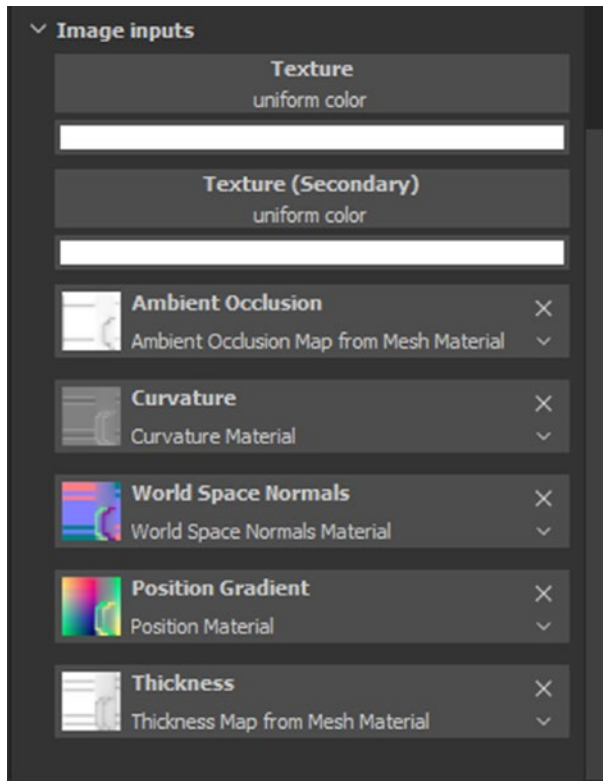 Image inputs
Texture
uniform color
Texture (Secondary)
uniform color
Ambient Occlusion
Ambient Occlusion Map from Mesh Material
Curvature
Curvature Material
World Space Normals
World Space Normals Material
Position Gradient
Position Material
Thickness
Thickness Map from Mesh Material